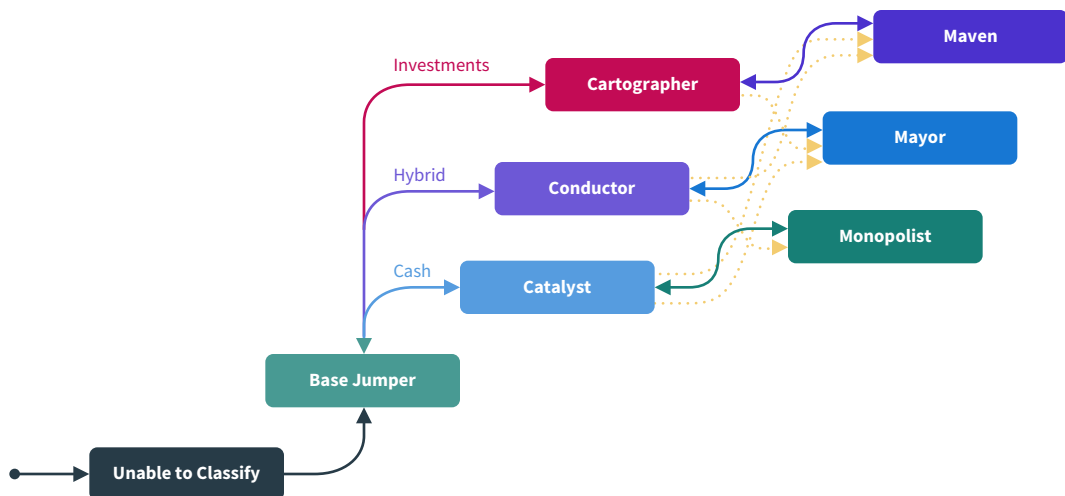 Maven
Investments
Cartographer
Mayor
Hybrid
Conductor
Monopolist
Cash
Catalyst
Base Jumper
Unable to Classify